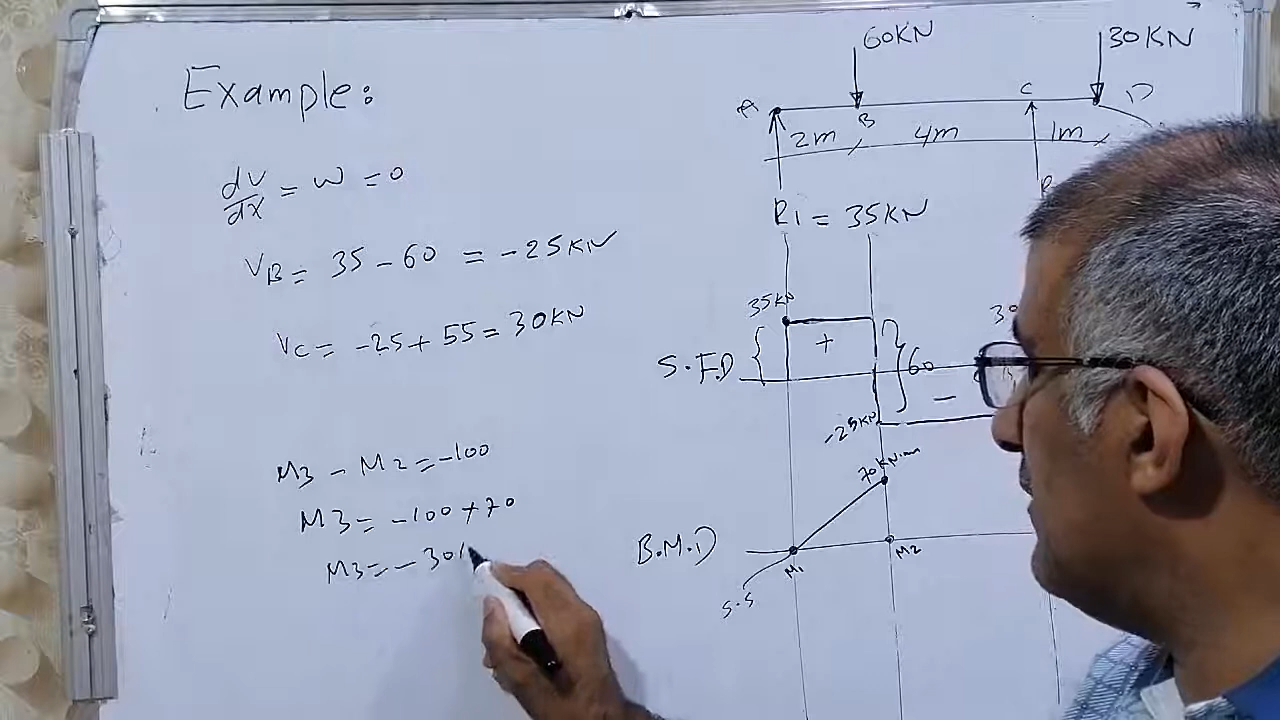 Example:
dv/dx = w = 0
VB = 35 - 60 = -25KN
Vc = -25 + 55 = 30KN
M3 - M2 = -100
M3 = -100 + 70
M3 = - 30
60KN
30KN
A
B
C
D
2m
4m
1m
R1 = 35KN
35KN
+
S.F.D
60
-
-25KN
70KN.m
B.M.D
M1
M2
S.S